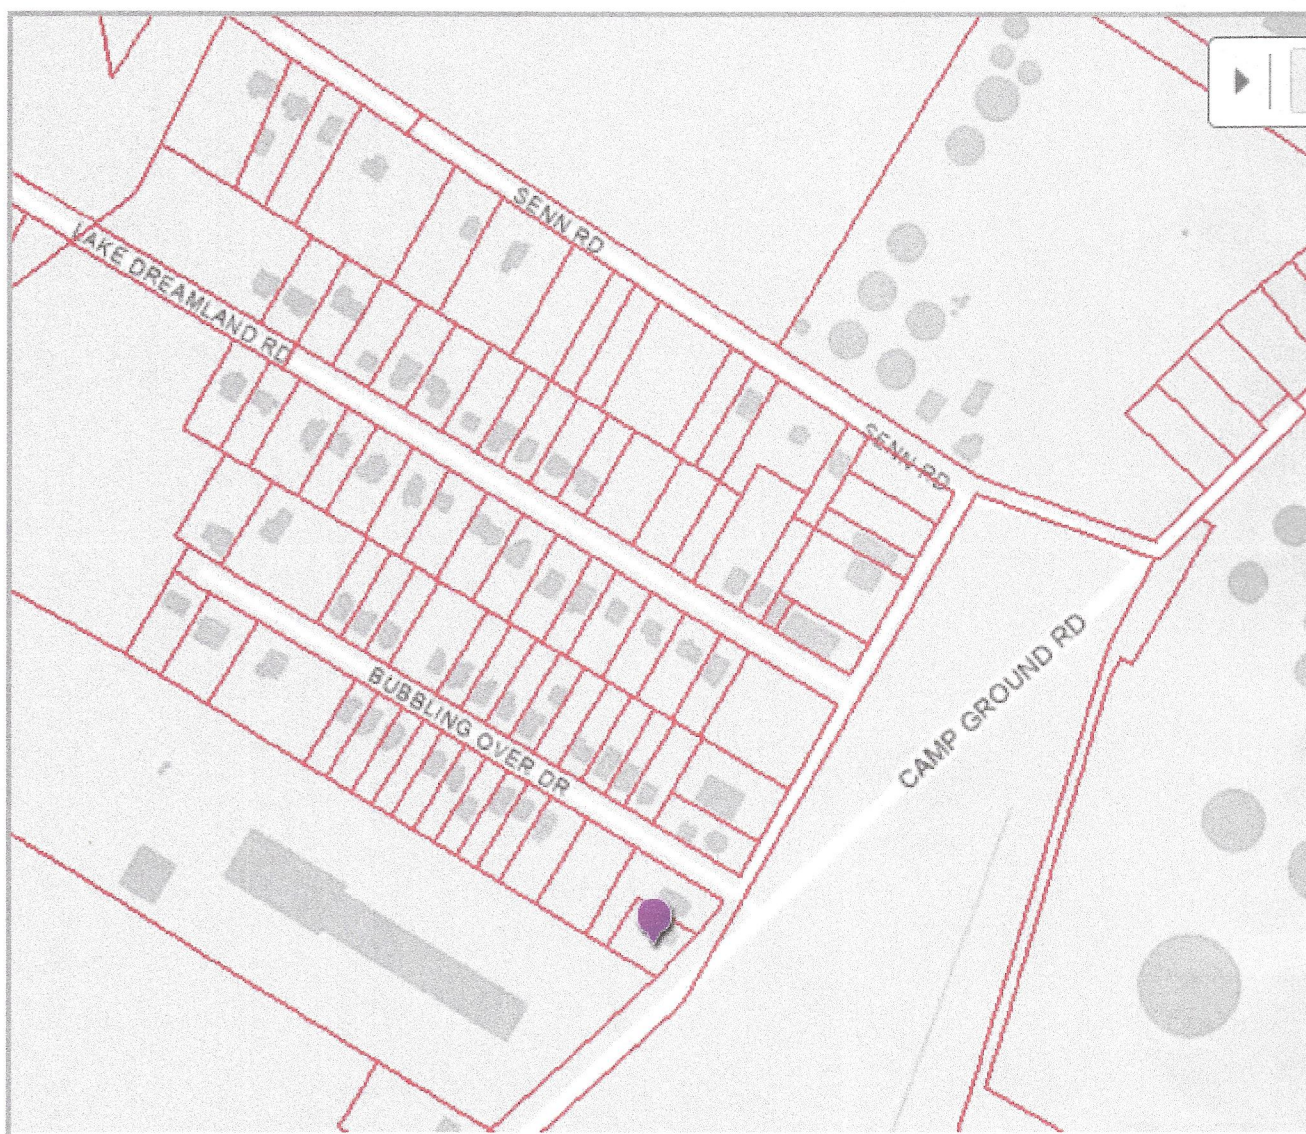 SENN RD
LAKE DREAMLAND RD
SENN RD
CAMP GROUND RD
BUBBLING OVER DR